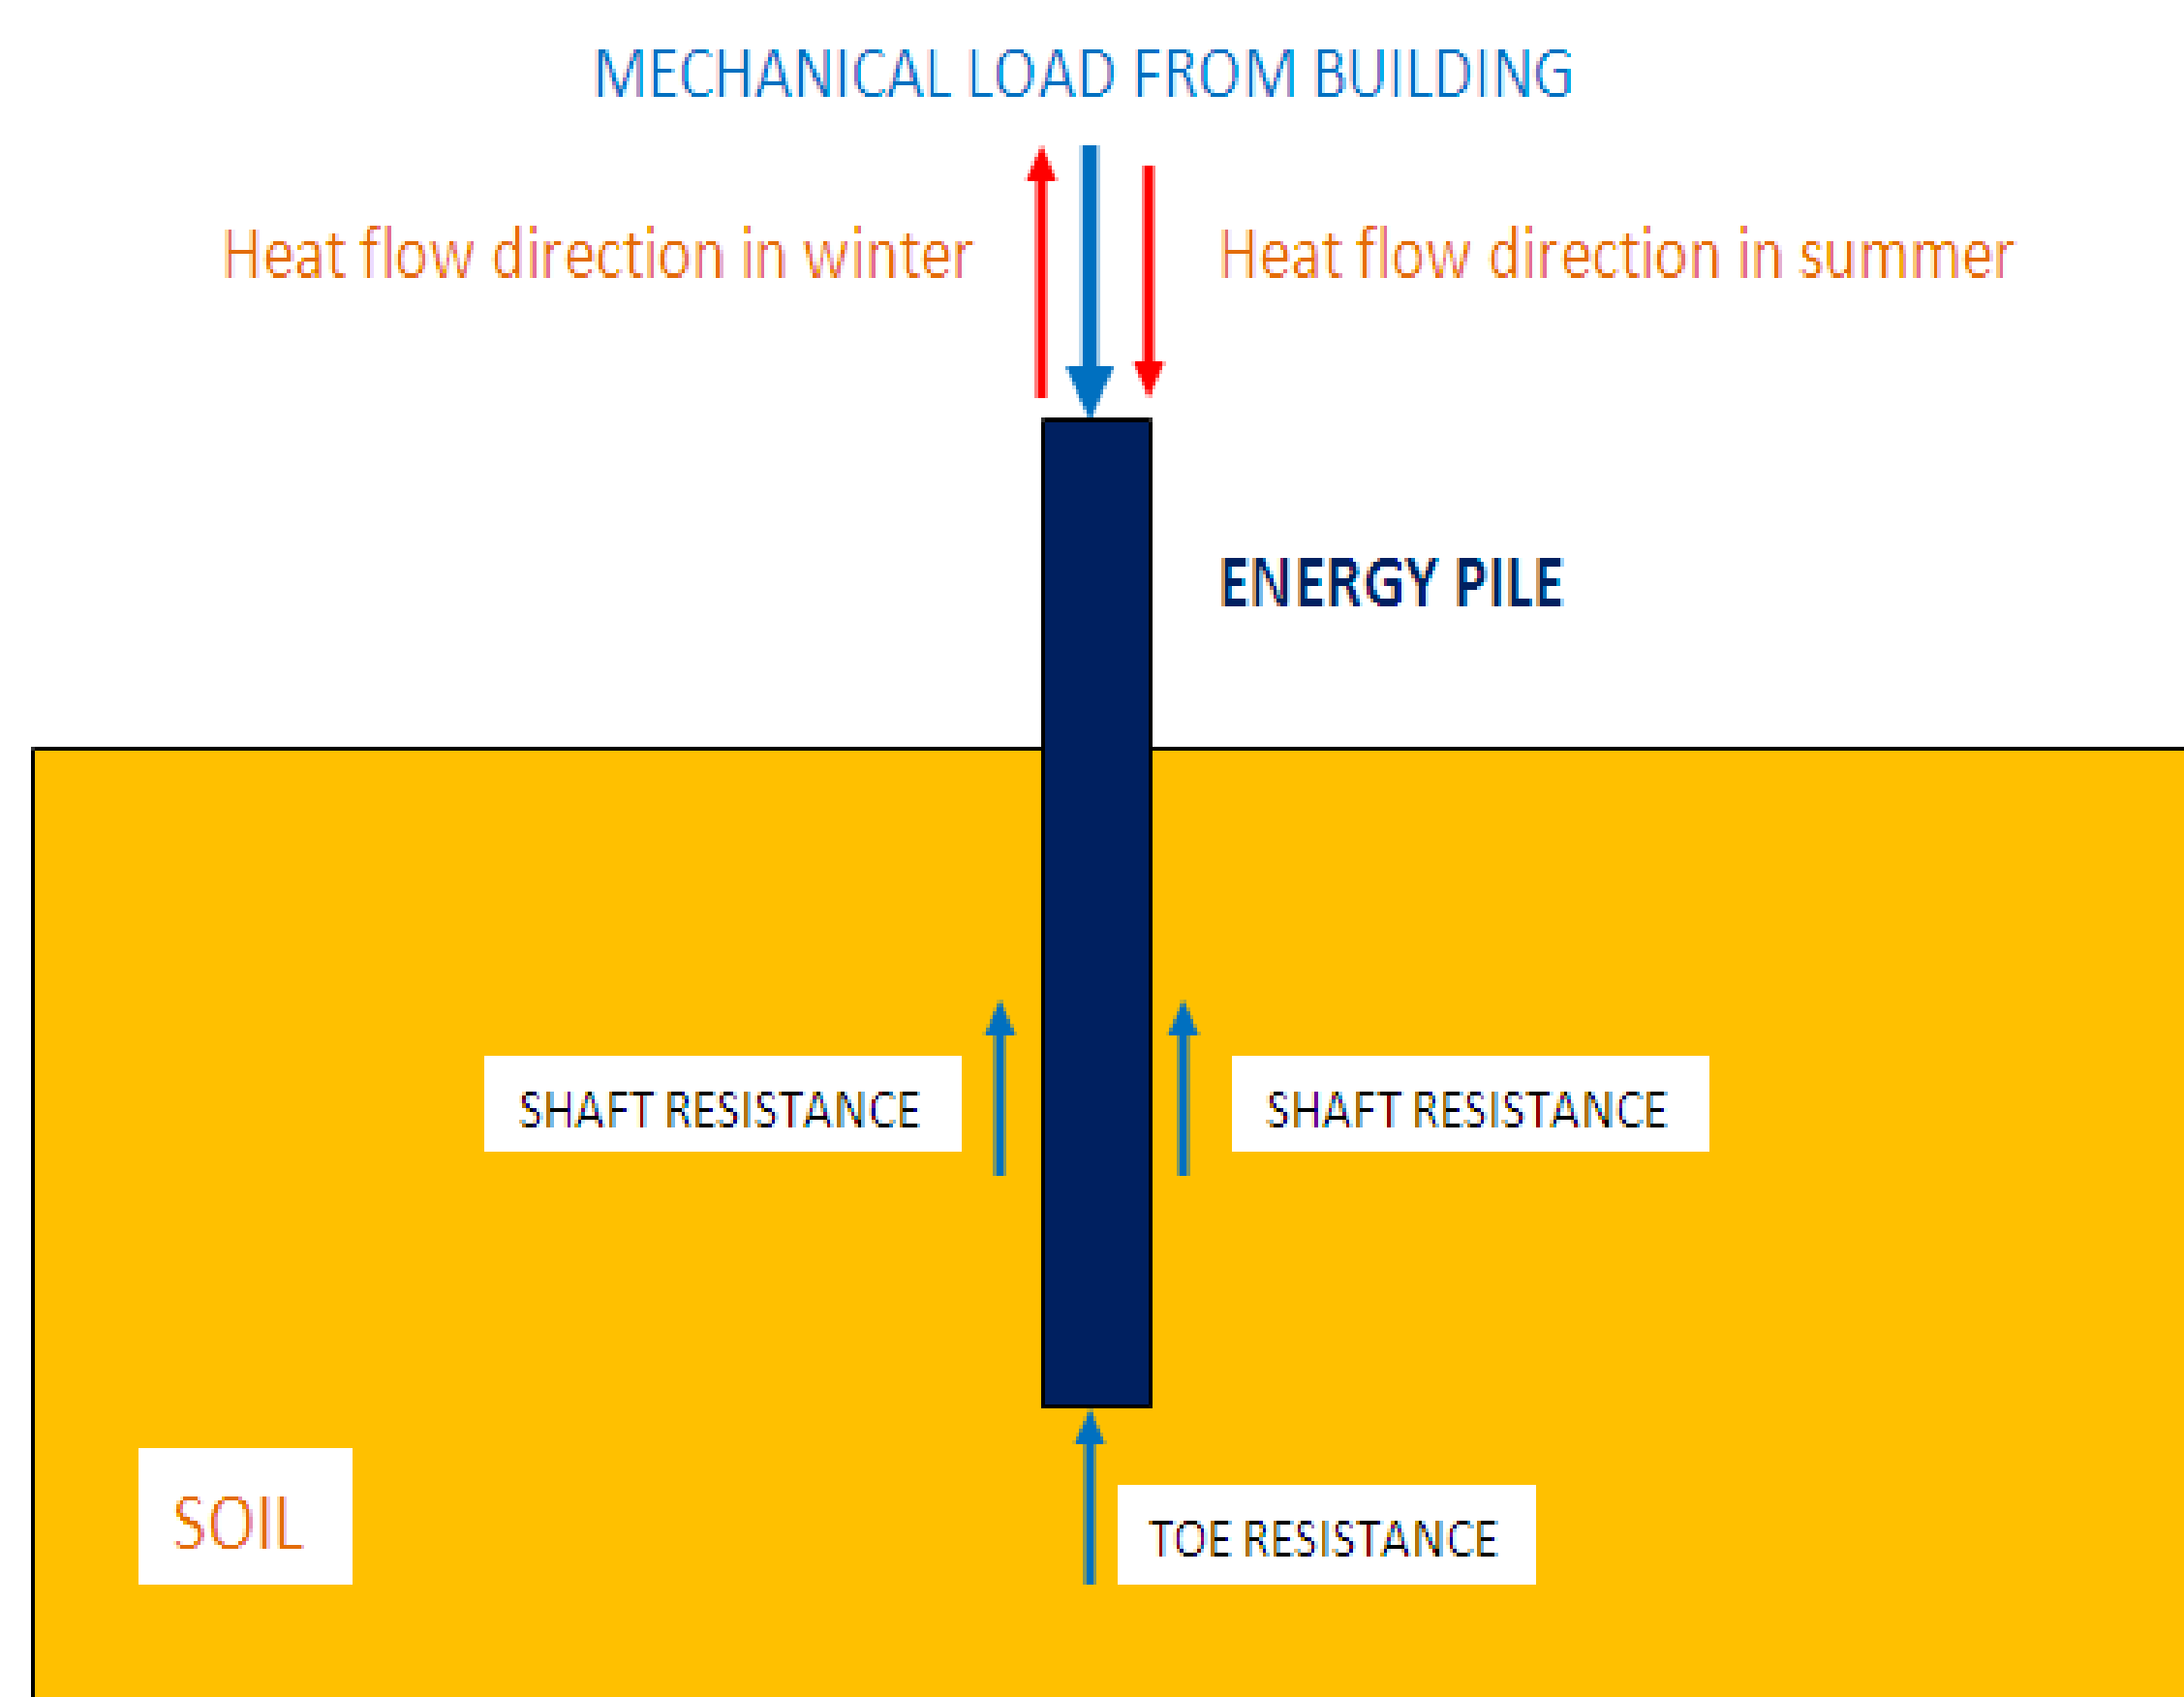 MECHANICAL LOAD FROM BUILDING
Heat flow direction in winter
Heat flow direction in summer
ENERGY PILE
SHAFT RESISTANCE
SHAFT RESISTANCE
SOIL
TOE RESISTANCE